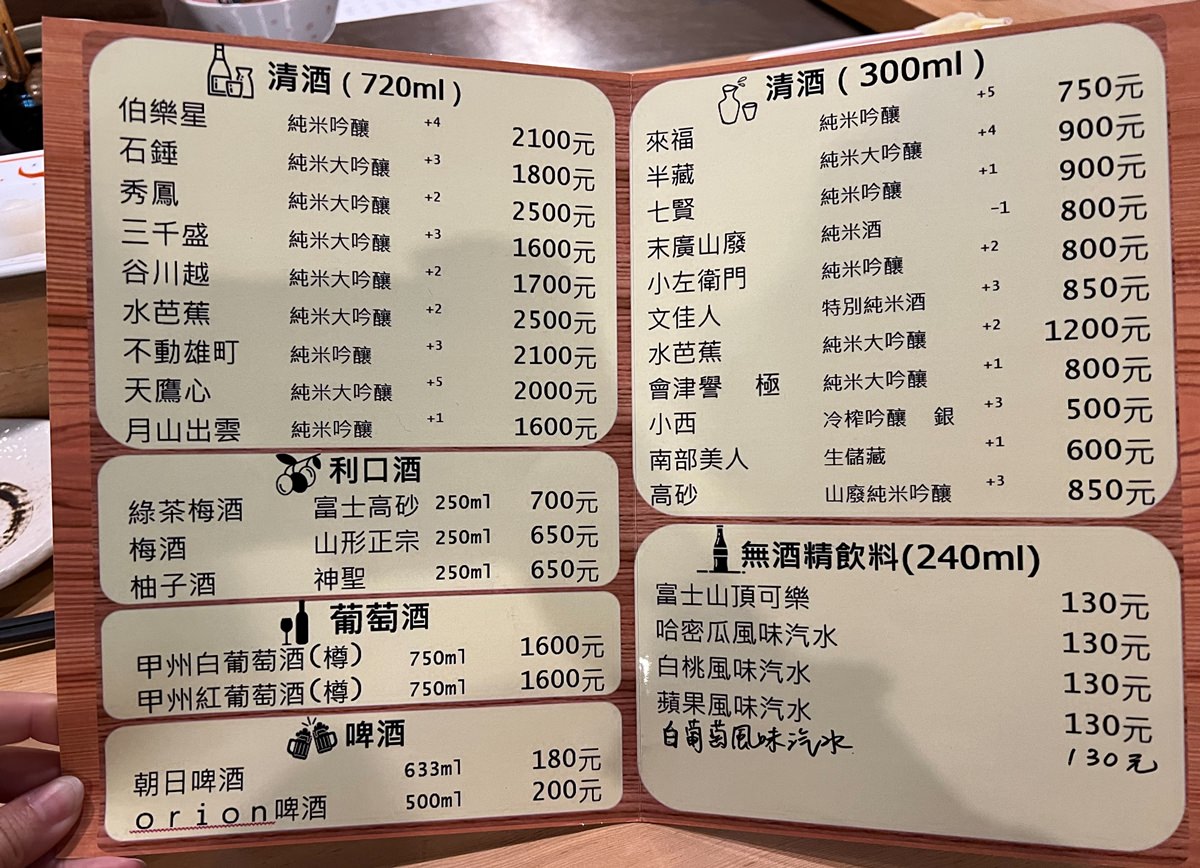 清酒(720ml)
伯樂星 純米吟釀 +4 2100元
石錘 純米大吟釀 +3 1800元
秀鳳 純米大吟釀 +2 2500元
三千盛 純米大吟釀 +3 1600元
谷川越 純米大吟釀 +2 1700元
水芭蕉 純米大吟釀 +2 2500元
不動雄町 純米吟釀 +3 2100元
天鷹心 純米大吟釀 +5 2000元
月山出雲 純米吟釀 +1 1600元
利口酒
綠茶梅酒 富士高砂 250ml 700元
梅酒 山形正宗 250ml 650元
柚子酒 神聖 250ml 650元
葡萄酒
甲州白葡萄酒(樽) 750ml 1600元
甲州紅葡萄酒(樽) 750ml 1600元
啤酒
朝日啤酒 633ml 180元
orion啤酒 500ml 200元
清酒(300ml)
來福 純米吟釀 +5 750元
半藏 純米大吟釀 +4 900元
七賢 純米吟釀 +1 900元
末廣山廢 純米酒 -1 800元
小左衛門 純米吟釀 +2 800元
文佳人 特別純米酒 +3 850元
水芭蕉 純米大吟釀 +2 1200元
會津譽 極 純米大吟釀 +1 800元
小西 冷榨吟釀 銀 +3 500元
南部美人 生儲藏 +1 600元
高砂 山廢純米吟釀 +3 850元
無酒精飲料(240ml)
富士山頂可樂 130元
哈密瓜風味汽水 130元
白桃風味汽水 130元
蘋果風味汽水 130元
白葡萄風味汽水 130元